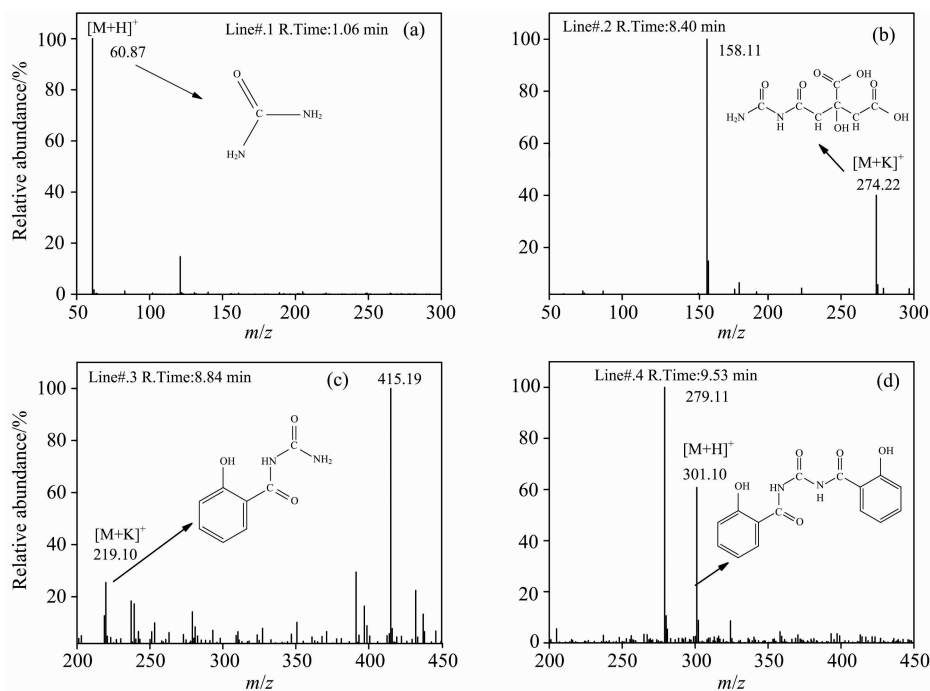 Relative abundance/%
100
80
60
40
20
0
[M+H]+
60.87
Line#.1 R.Time:1.06 min
(a)
O
C
NH₂
H₂N
50
100
150
200
250
300
m/z
100
80
60
40
20
Line#.2 R.Time:8.40 min
(b)
158.11
O
OH
C
O
O
O
C
C
C
C
C
C
OH
H₂N
N
H
H
OH
H
[M+K]+
274.22
50
100
150
200
250
300
m/z
Relative abundance/%
100
80
60
40
20
Line#.3 R.Time:8.84 min
(c)
415.19
O
C
OH
HN
NH₂
C
O
[M+K]+
219.10
200
250
300
350
400
450
m/z
100
80
60
40
20
0
Line#.4 R.Time:9.53 min
(d)
279.11
[M+H]+
301.10
O
O
OH
C
C
OH
HN
N
H
C
O
200
250
300
350
400
450
m/z